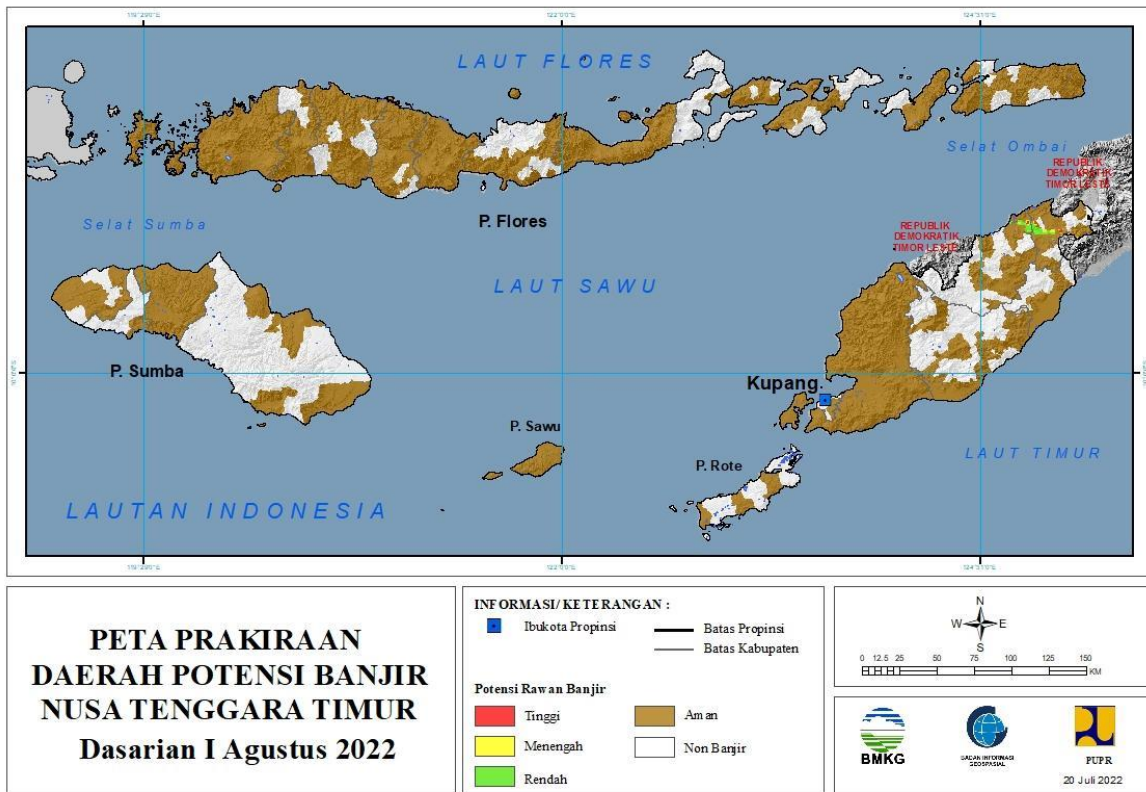 LAUT FLORES
Selat Ombai
REPUBLIK
DEMOKRATIK
TIMOR LESTE
P. Flores
Selat Sumba
REPUBLIK
DEMOKRATIK
TIMOR LESTE
LAUT SAWU
P. Sumba
Kupang.
P. Sawu
P. Rote
LAUT TIMUR
LAUTAN INDONESIA
PETA PRAKIRAAN
DAERAH POTENSI BANJIR
NUSA TENGGARA TIMUR
Dasarian I Agustus 2022
INFORMASI/ KETERANGAN :
Ibukota Propinsi
Batas Propinsi
Batas Kabupaten
Potensi Rawan Banjir
Tinggi
Aman
Menengah
Non Banjir
Rendah
N
W E
S
0 12.5 25 50 75 100 125 150
KM
BMKG
BADAN INFORMASI
GEOSPASIAL
PUPR
20 Juli 2022